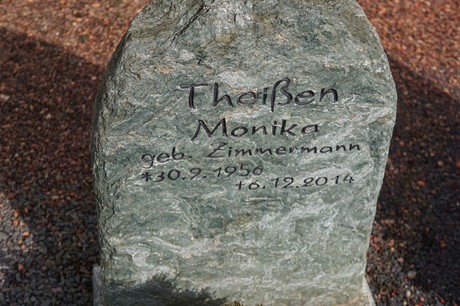 Theißen
Monika
geb. Zimmermann
*30.9.1956
+6.12.2014